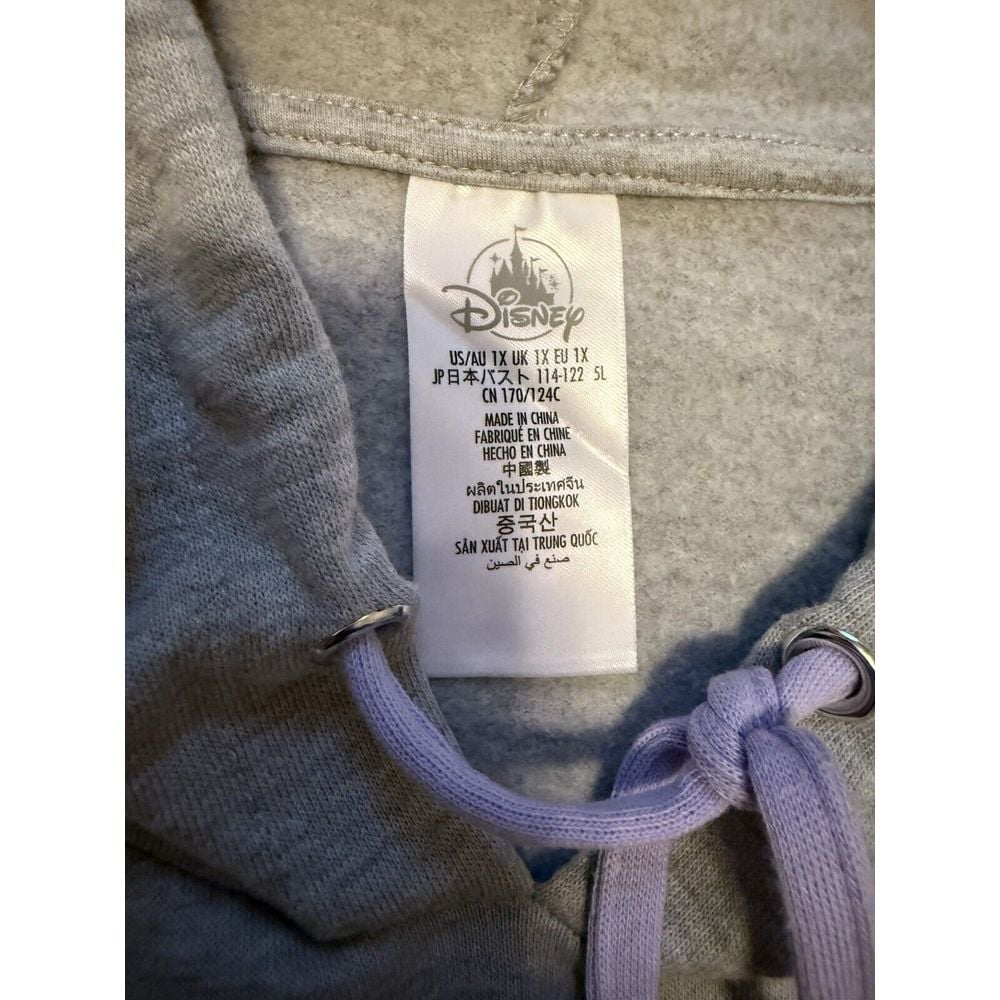 Disney
US/AU 1X UK 1X EU 1X
JP日本バスト 114-122 5L
CN 170/124C
MADE IN CHINA
FABRIQUÉ EN CHINE
HECHO EN CHINA
中國製
ผลิตในประเทศจีน
DIBUAT DI TIONGKOK
중국산
SẢN XUẤT TẠI TRUNG QUỐC
صنع في الصين